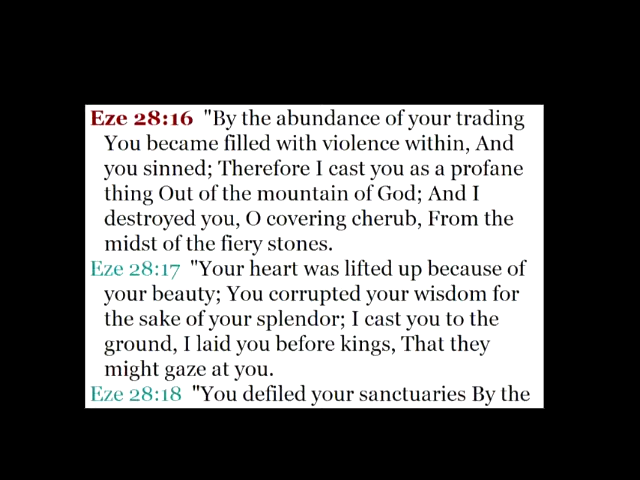 Eze 28:16 "By the abundance of your trading
You became filled with violence within, And
you sinned; Therefore I cast you as a profane
thing Out of the mountain of God; And I
destroyed you, O covering cherub, From the
midst of the fiery stones.
Eze 28:17 "Your heart was lifted up because of
your beauty; You corrupted your wisdom for
the sake of your splendor; I cast you to the
ground, I laid you before kings, That they
might gaze at you.
Eze 28:18 "You defiled your sanctuaries By the